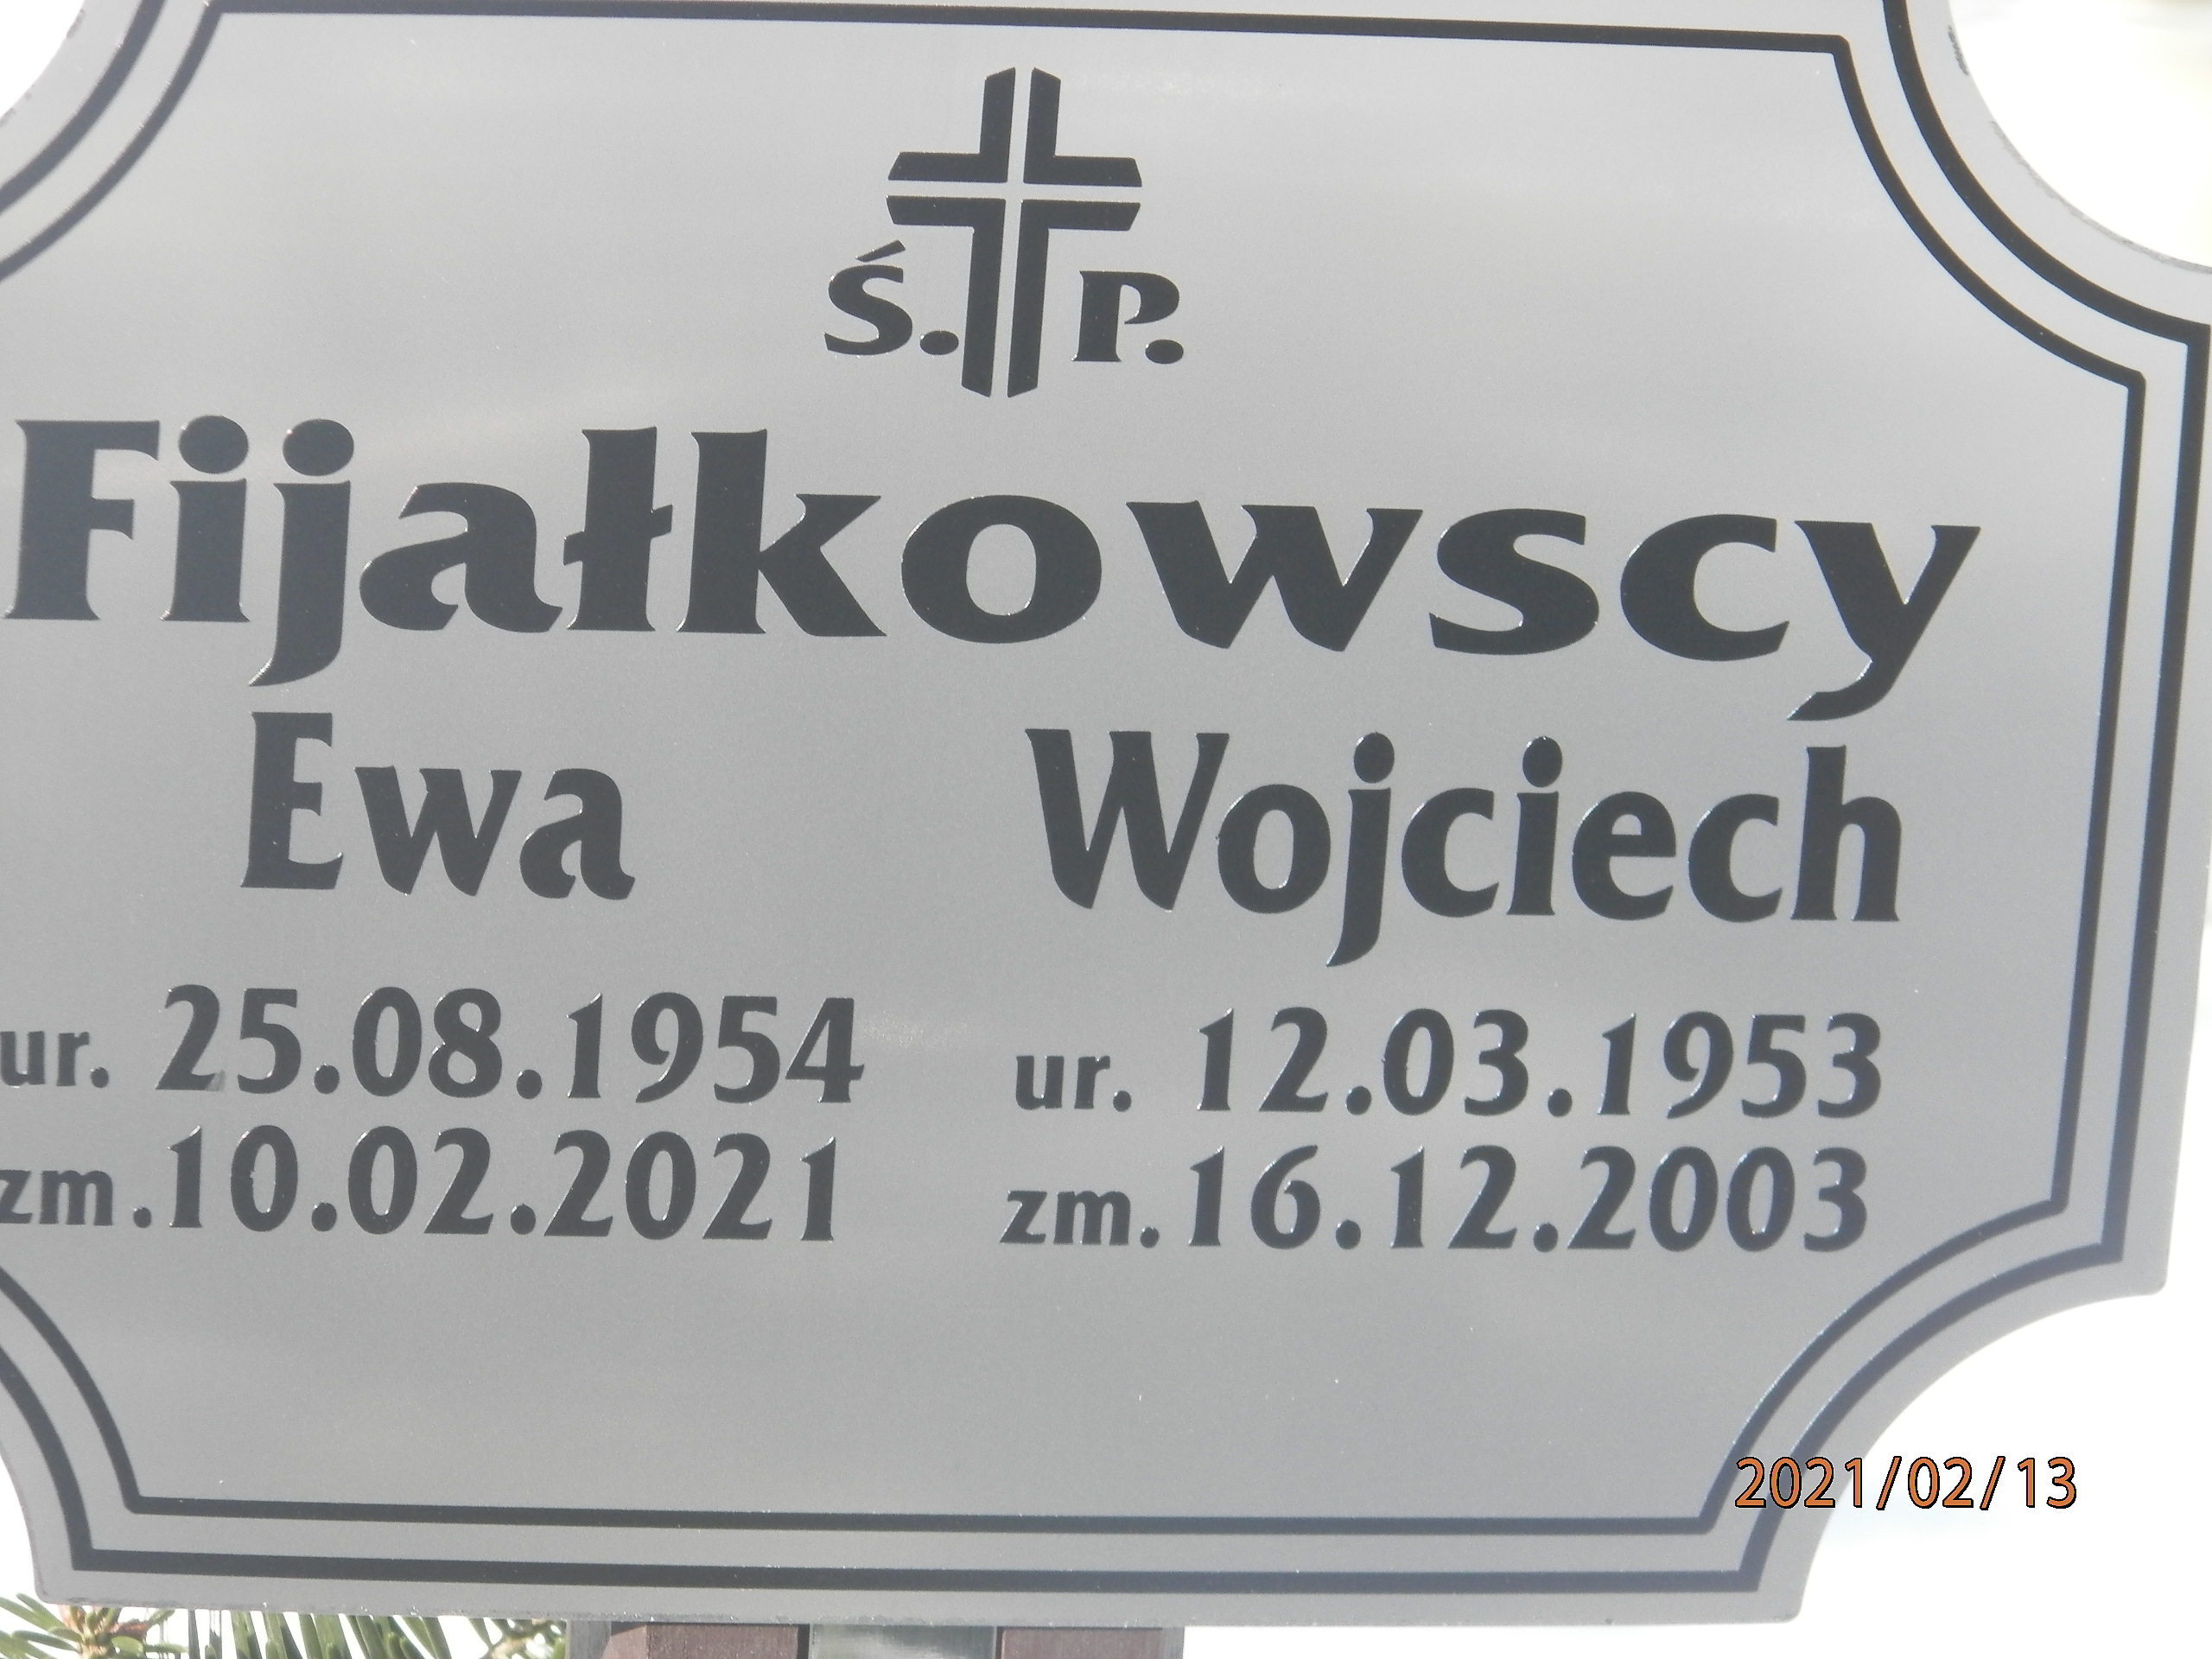 Ś. P.
Fijałkowscy
Ewa Wojciech
ur. 25.08.1954 ur. 12.03.1953
zm.10.02.2021 zm.16.12.2003
2021/02/13